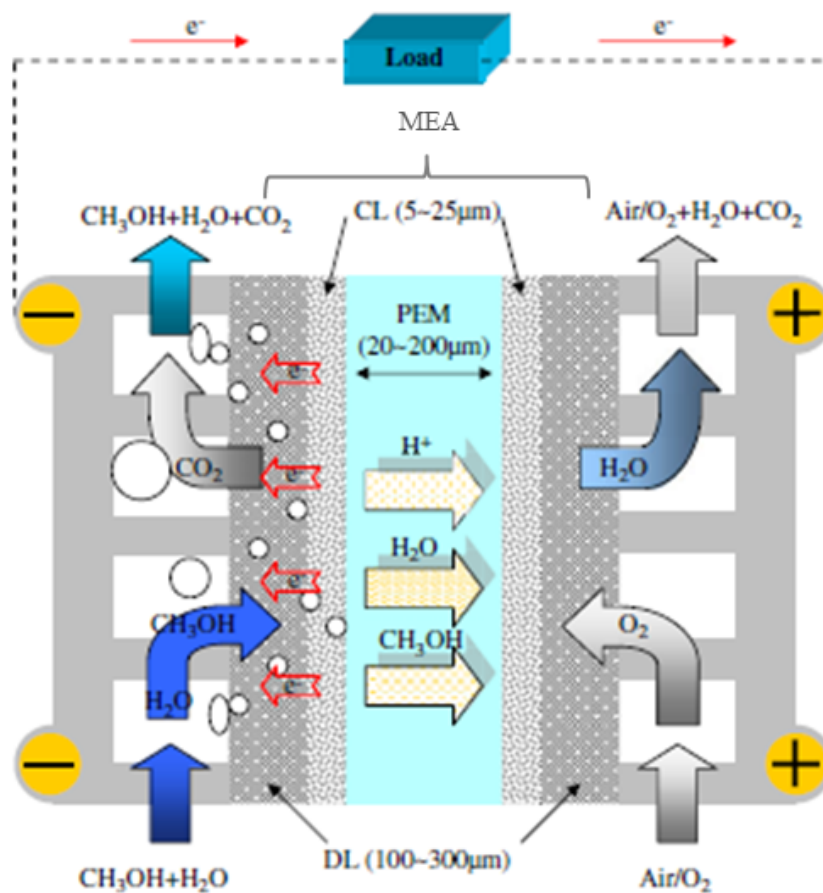 e⁻ e⁻
Load
MEA
CH₃OH+H₂O+CO₂ CL (5~25μm) Air/O₂+H₂O+CO₂
− +
PEM
(20~200μm)
e⁻
H⁺
CO₂ e⁻ H₂O
H₂O
e⁻
CH₃OH CH₃OH O₂
H₂O e⁻
− +
DL (100~300μm)
CH₃OH+H₂O Air/O₂